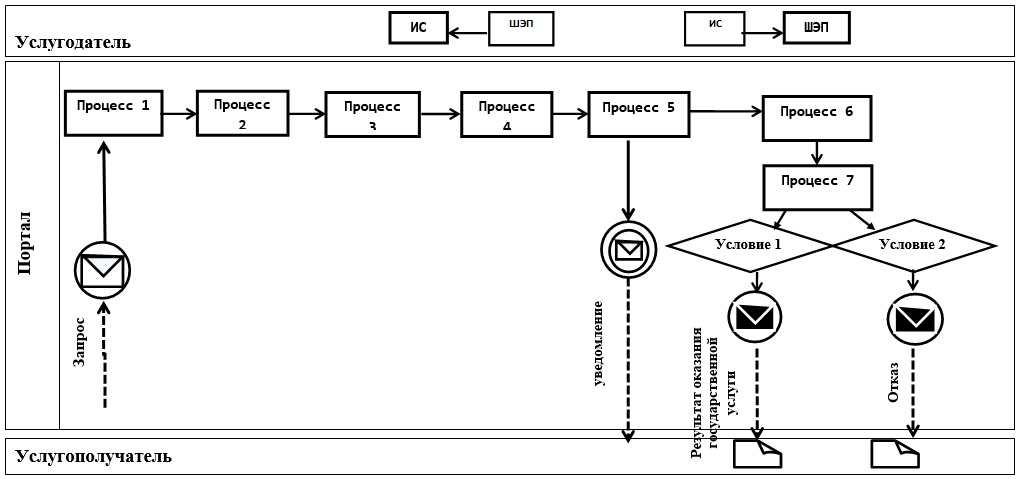 Услугодатель
ИС
ШЭП
ИС
ШЭП
Портал
Процесс 1
Процесс
2
Процесс
3
Процесс
4
Процесс 5
Процесс 6
Процесс 7
Условие 1
Условие 2
Запрос
уведомление
Результат оказания
государственной
услуги
Отказ
Услугополучатель